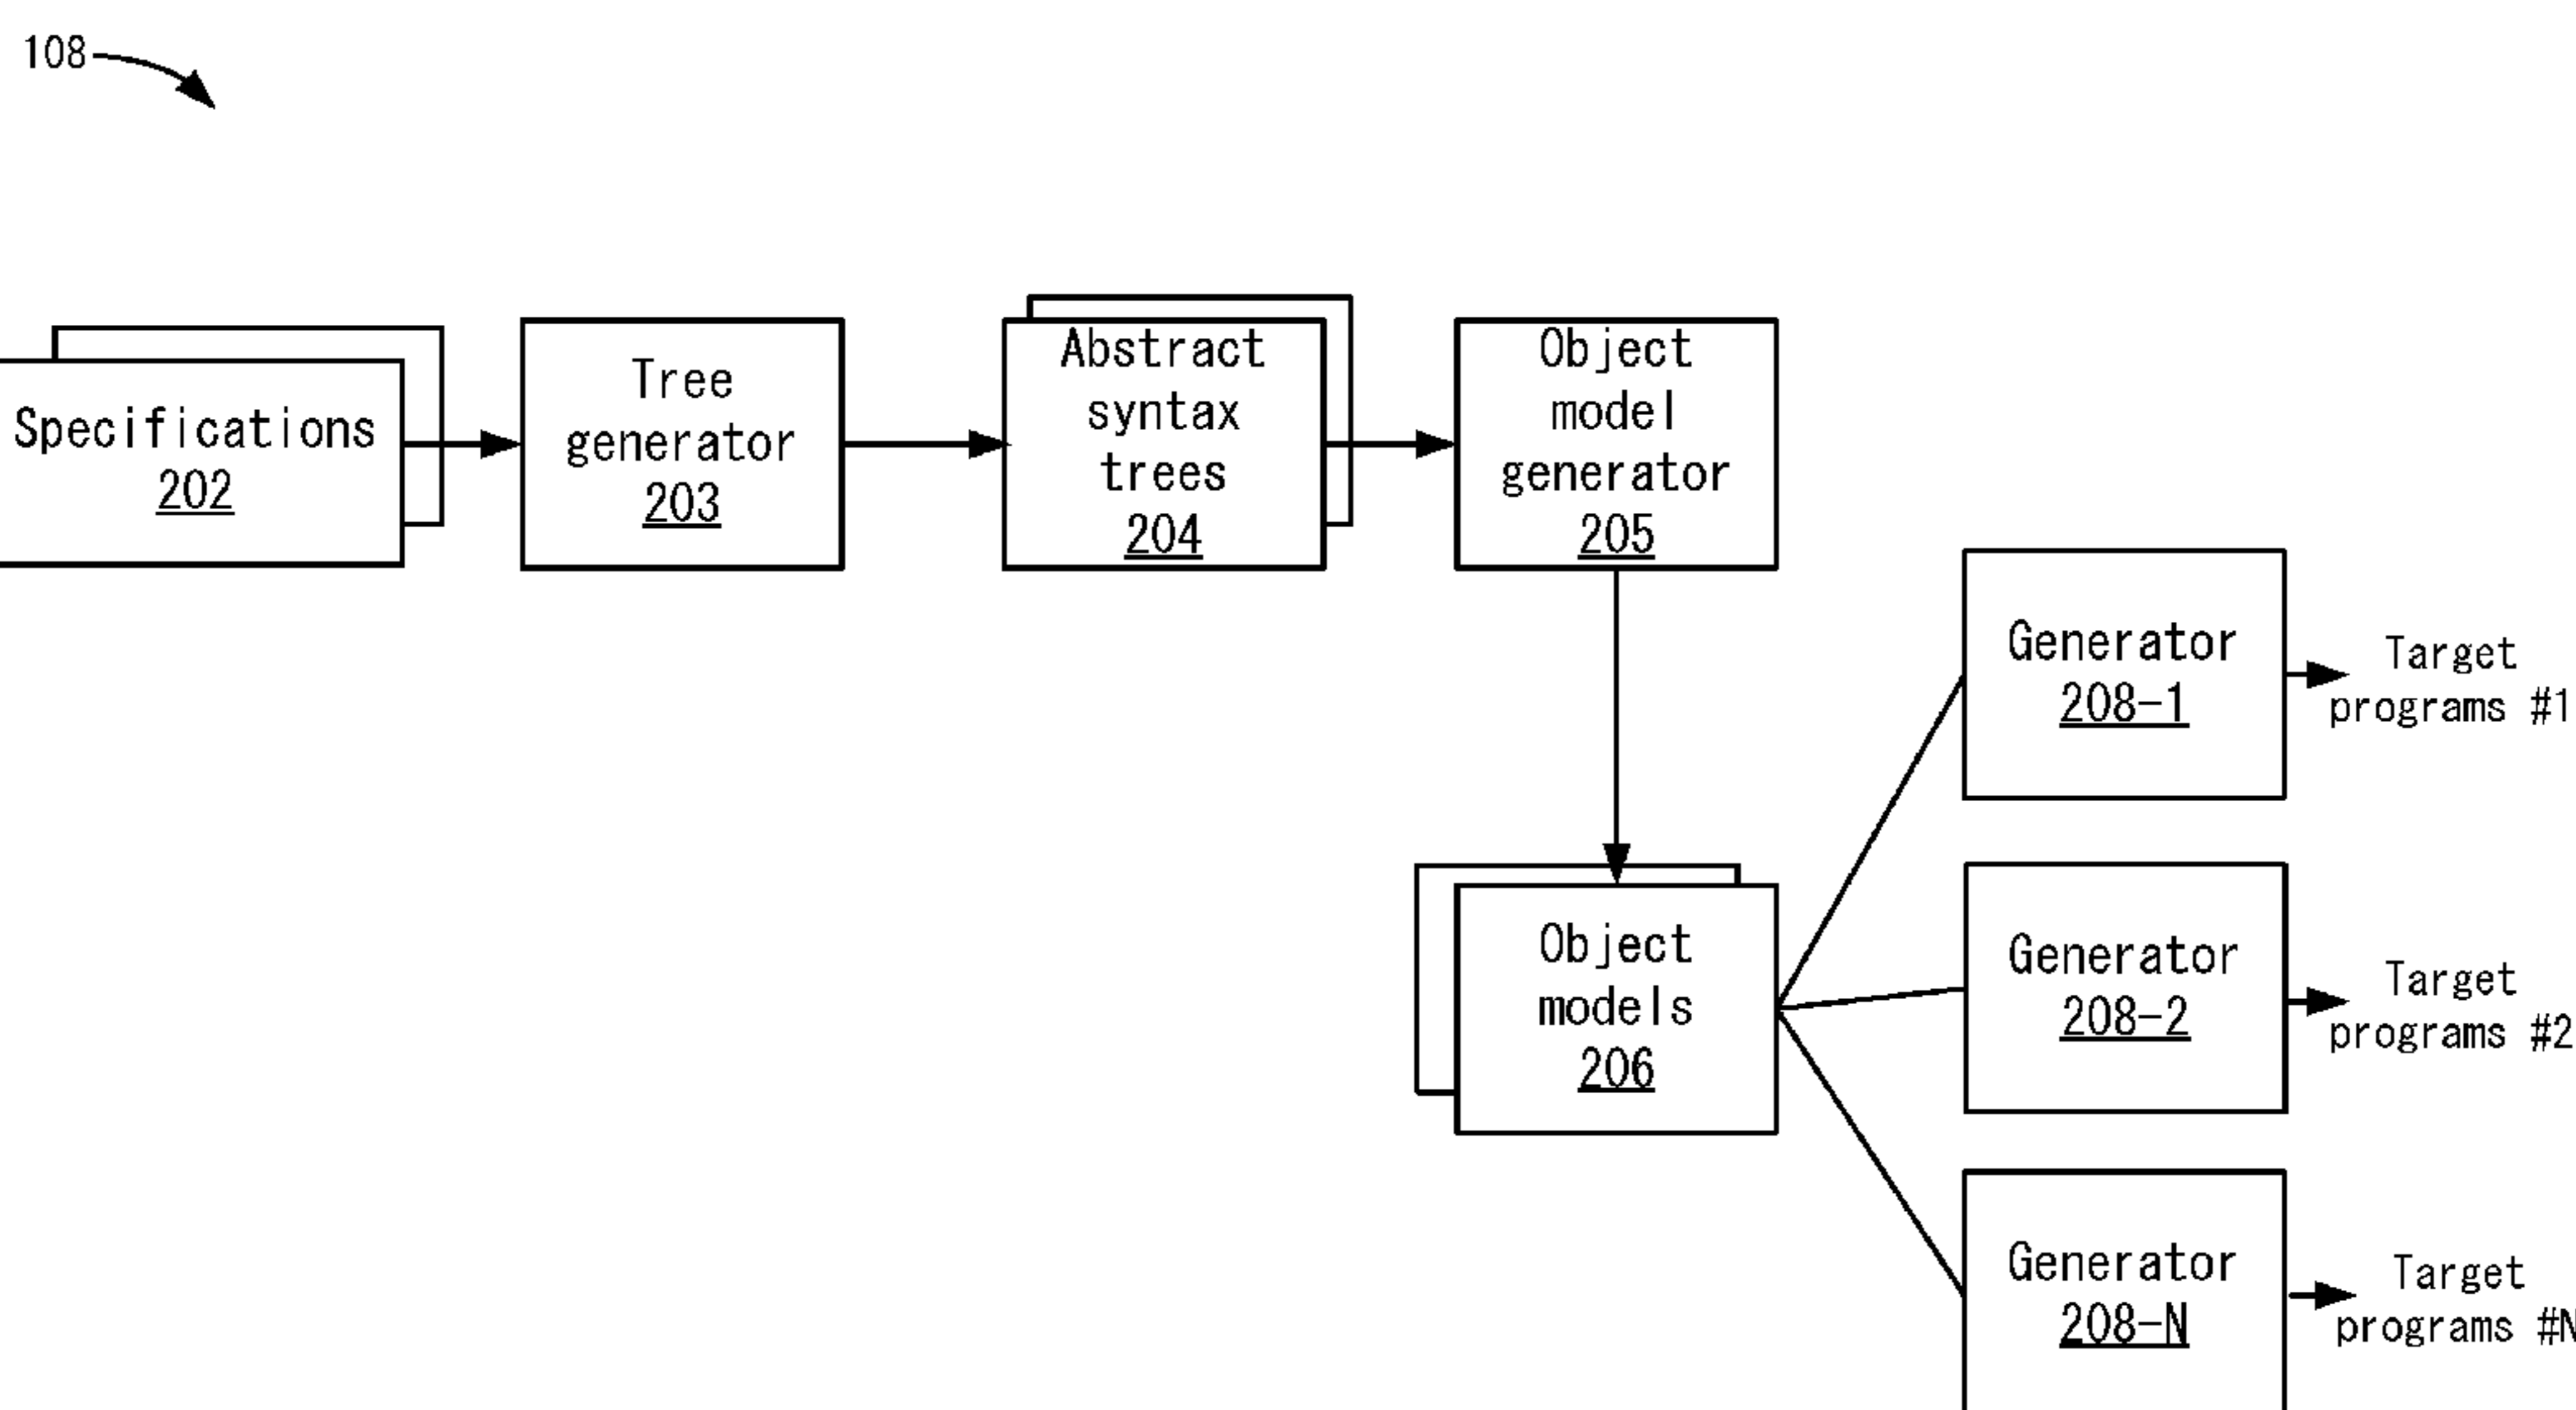 108
Specifications
202
Tree
generator
203
Abstract
syntax
trees
204
Object
model
generator
205
Object
models
206
Generator
208-1
Target
programs #1
Generator
208-2
Target
programs #2
Generator
208-N
Target
programs #N